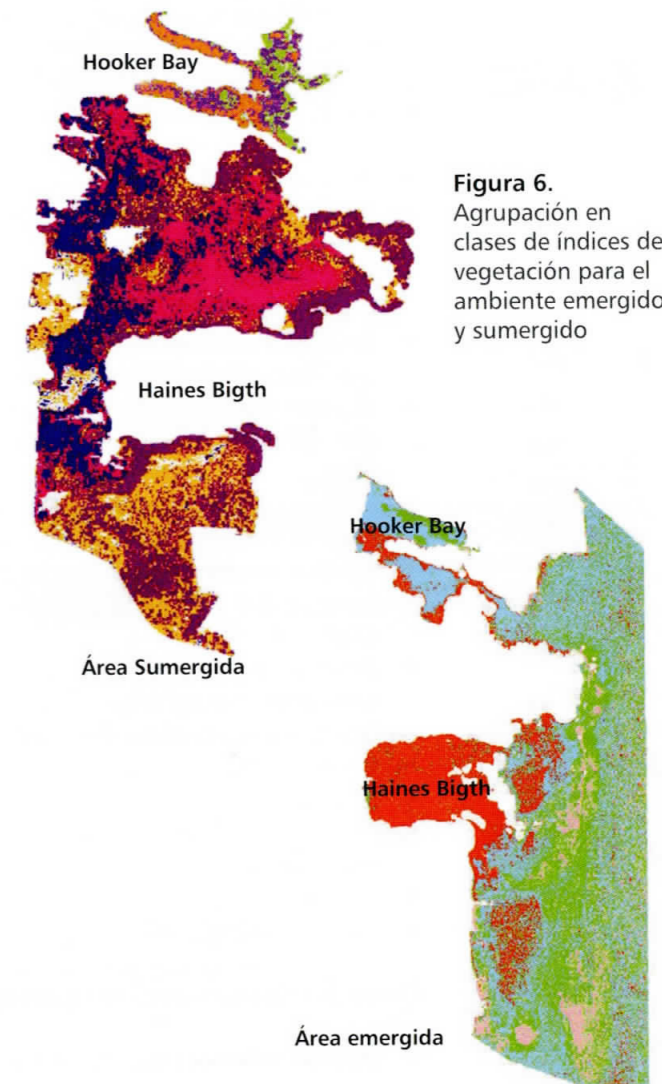 Hooker Bay
Figura 6.
Agrupación en
clases de índices de
vegetación para el
ambiente emergido
y sumergido
Haines Bigth
Área Sumergida
Hooker Bay
Haines Bigth
Área emergida